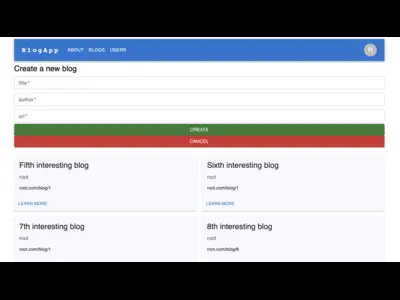 BlogApp ABOUT BLOGS USERS R
Create a new blog
title *
author *
url *
CREATE
CANCEL
Fifth interesting blog
root
root.com/blog/1
LEARN MORE
Sixth interesting blog
root
root.com/blog/1
LEARN MORE
7th interesting blog
root
root.com/blog/1
8th interesting blog
root
root.com/blog/6